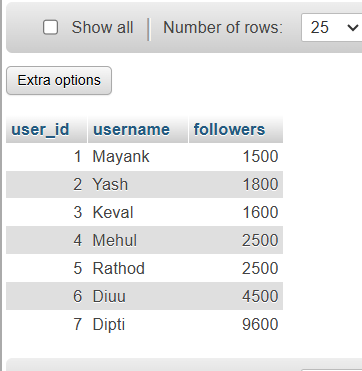 Show all Number of rows: 25
Extra options
user_id username followers
1 Mayank 1500
2 Yash 1800
3 Keval 1600
4 Mehul 2500
5 Rathod 2500
6 Diuu 4500
7 Dipti 9600